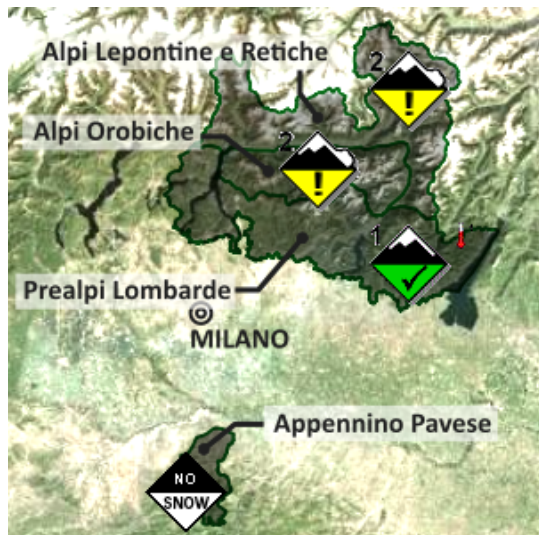 Alpi Lepontine e Retiche
2
!
Alpi Orobiche
2
!
1
Prealpi Lombarde
MILANO
Appennino Pavese
NO
SNOW